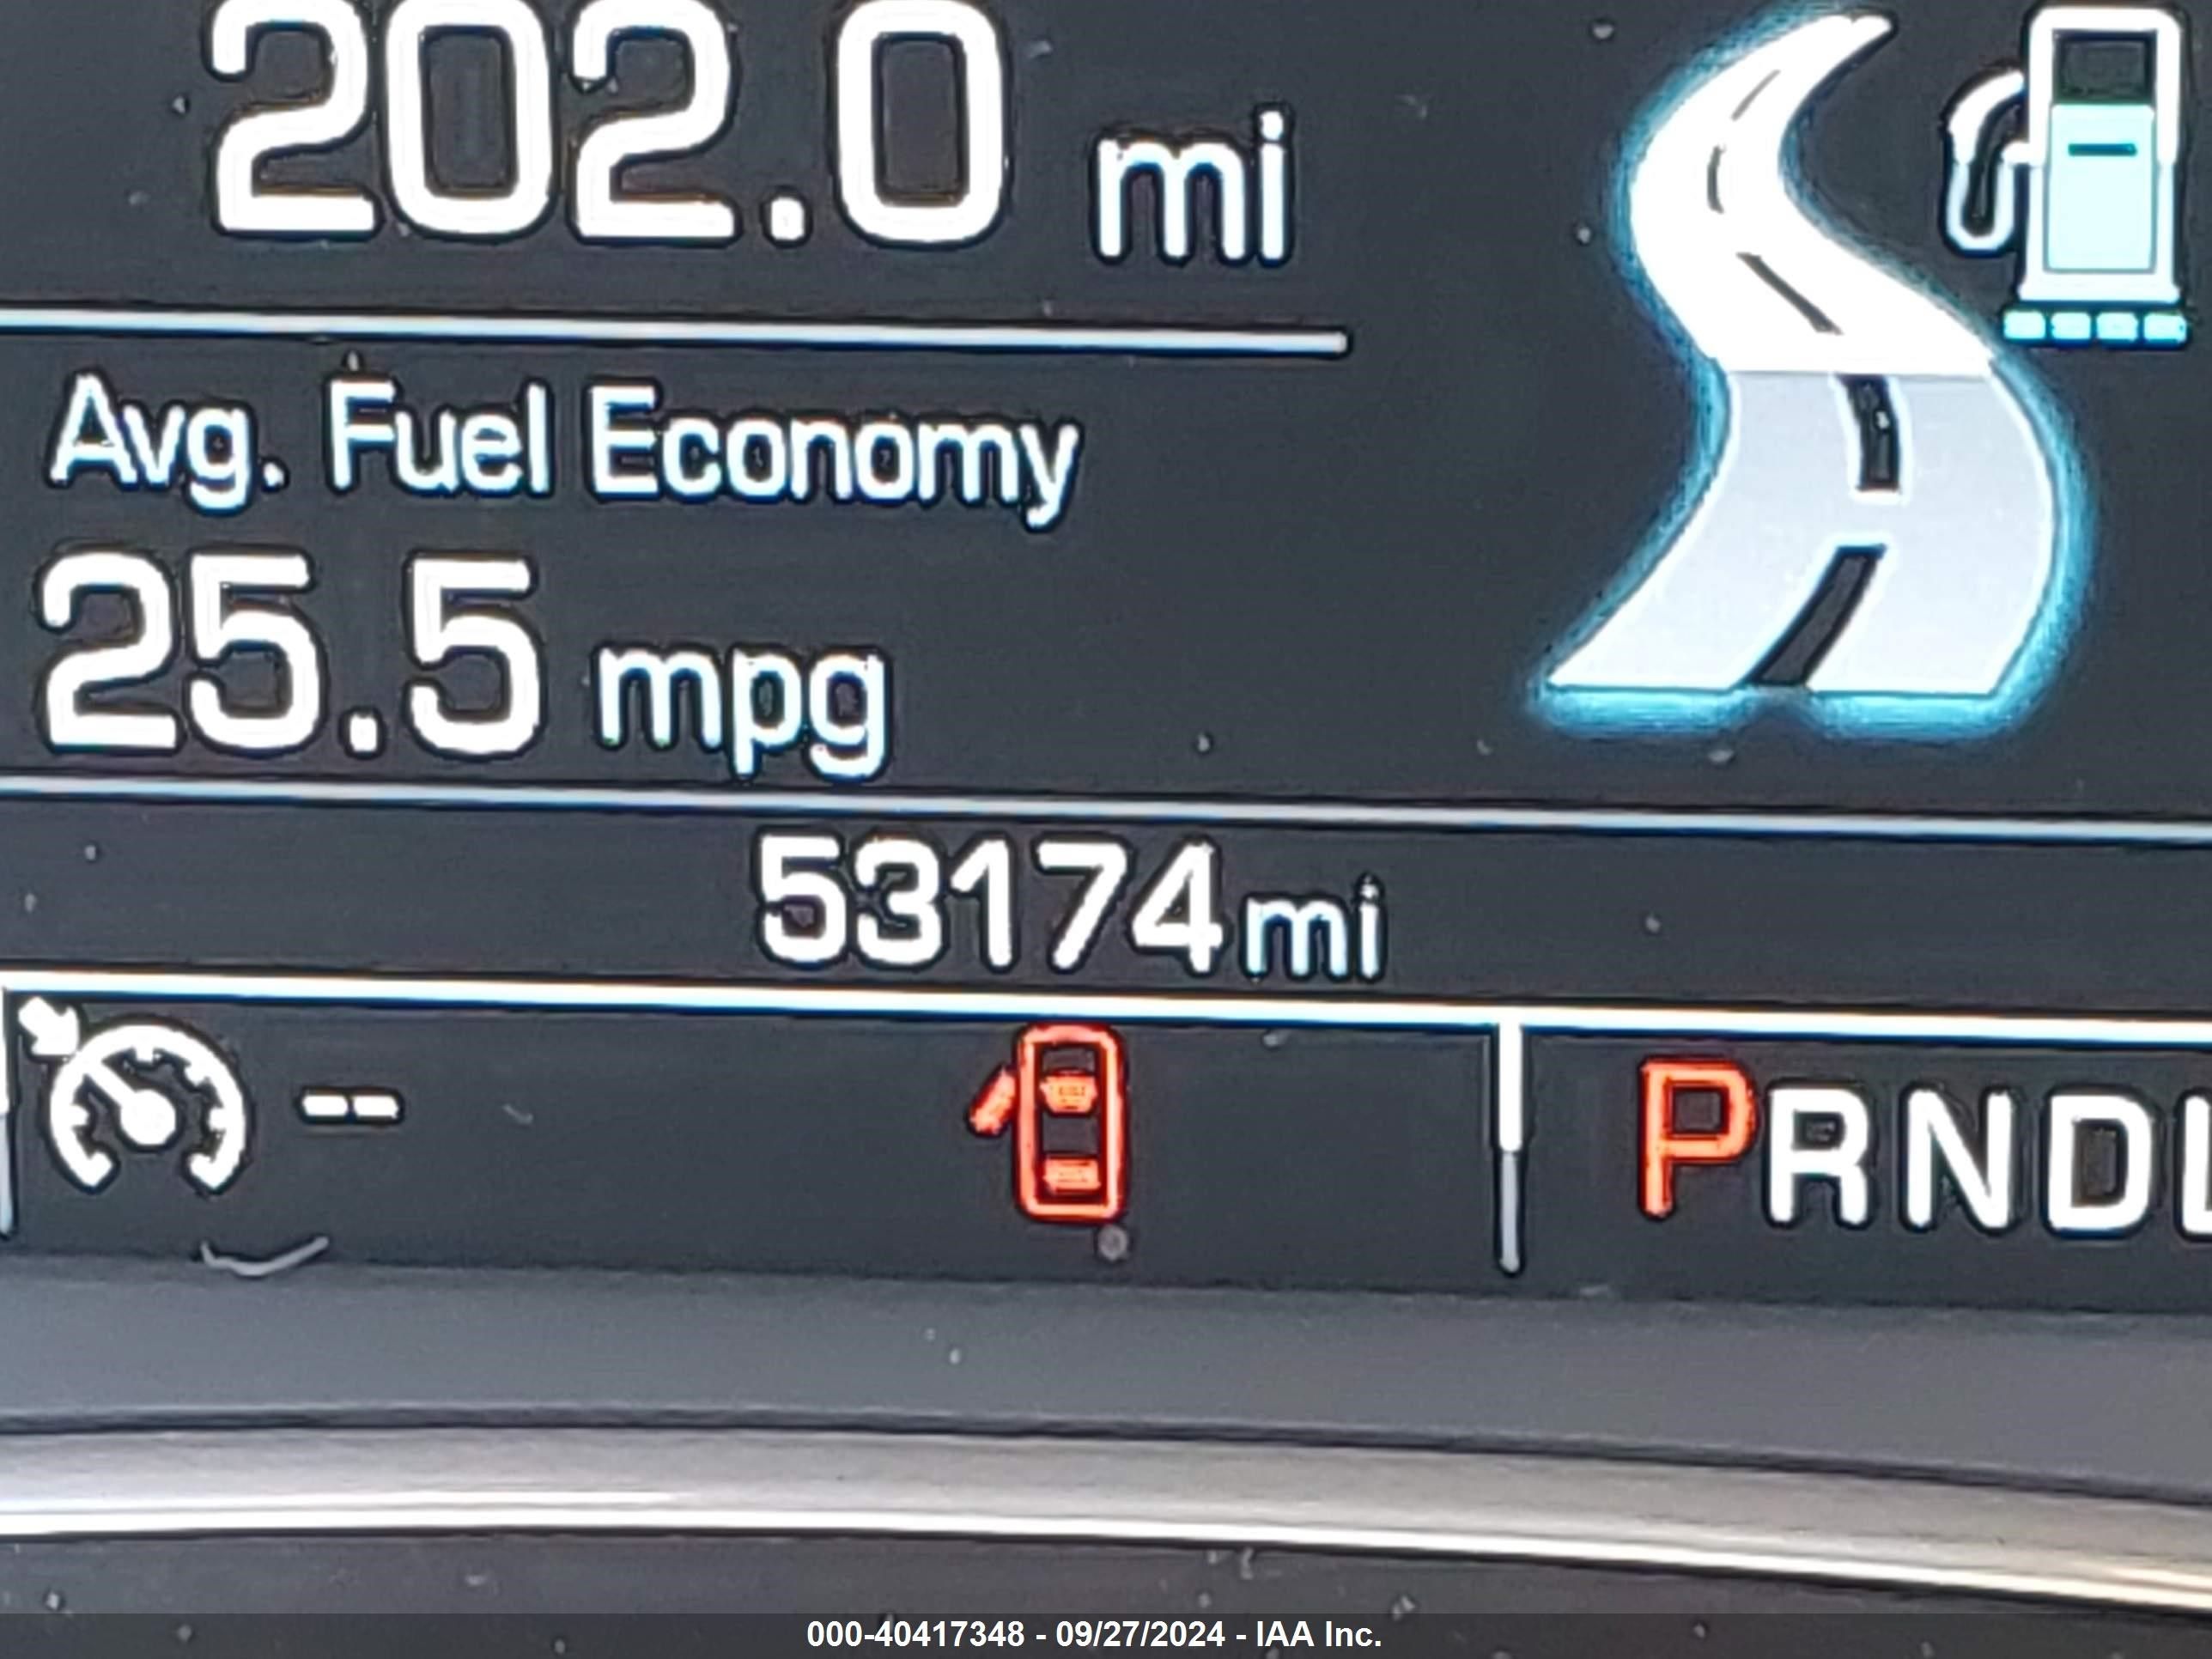 202.0 mi
Avg. Fuel Economy
25.5 mpg
53174 mi
--
PRNDL
000-40417348 - 09/27/2024 - IAA Inc.